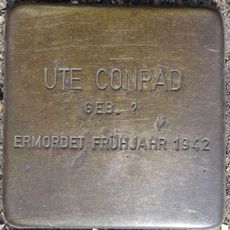 UTE CONRAD
GEB. ?
ERMORDET FRÜHJAHR 1942